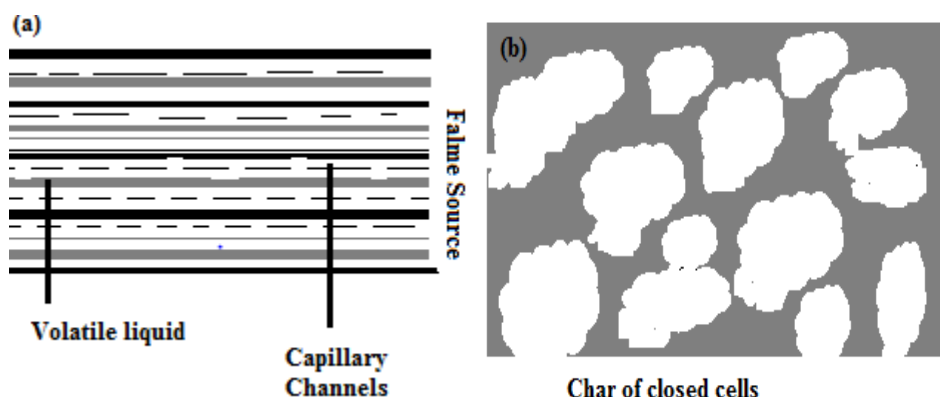 (a)
Falme Source
Volatile liquid
Capillary
Channels
(b)
Char of closed cells